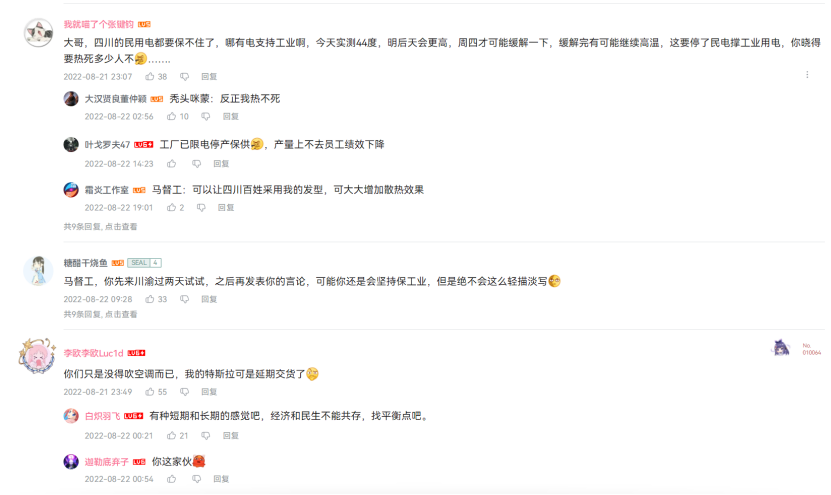 我就喵了个张键钧 LV5
大哥，四川的民用电都要保不住了，哪有电支持工业啊，今天实测44度，明后天会更高，周四才可能缓解一下，缓解完有可能继续高温，这要停了民电撑工业用电，你晓得
要热死多少人不.......
2022-08-21 23:07 38 回复
大汉贤良董仲颖 LV5 秃头咪蒙：反正我热不死
2022-08-22 02:56 10 回复
叶戈罗夫47 LV6 工厂已限电停产保供，产量上不去员工绩效下降
2022-08-22 14:23 回复
霜炎工作室 LV5 马督工：可以让四川百姓采用我的发型，可大大增加散热效果
2022-08-22 19:01 2 回复
共9条回复, 点击查看
糖醋干烧鱼 LV5 SEAL 4
马督工，你先来川渝过两天试试，之后再发表你的言论，可能你还是会坚持保工业，但是绝不会这么轻描淡写
2022-08-22 09:28 33 回复
共9条回复, 点击查看
李欧李欧Luc1d LV6
No.
010064
你们只是没得吹空调而已，我的特斯拉可是延期交货了
2022-08-21 23:49 55 回复
白炽羽飞 LV6 有种短期和长期的感觉吧，经济和民生不能共存，找平衡点吧。
2022-08-22 00:21 21 回复
迦勒底弃子 LV6 你这家伙
2022-08-22 00:54 回复